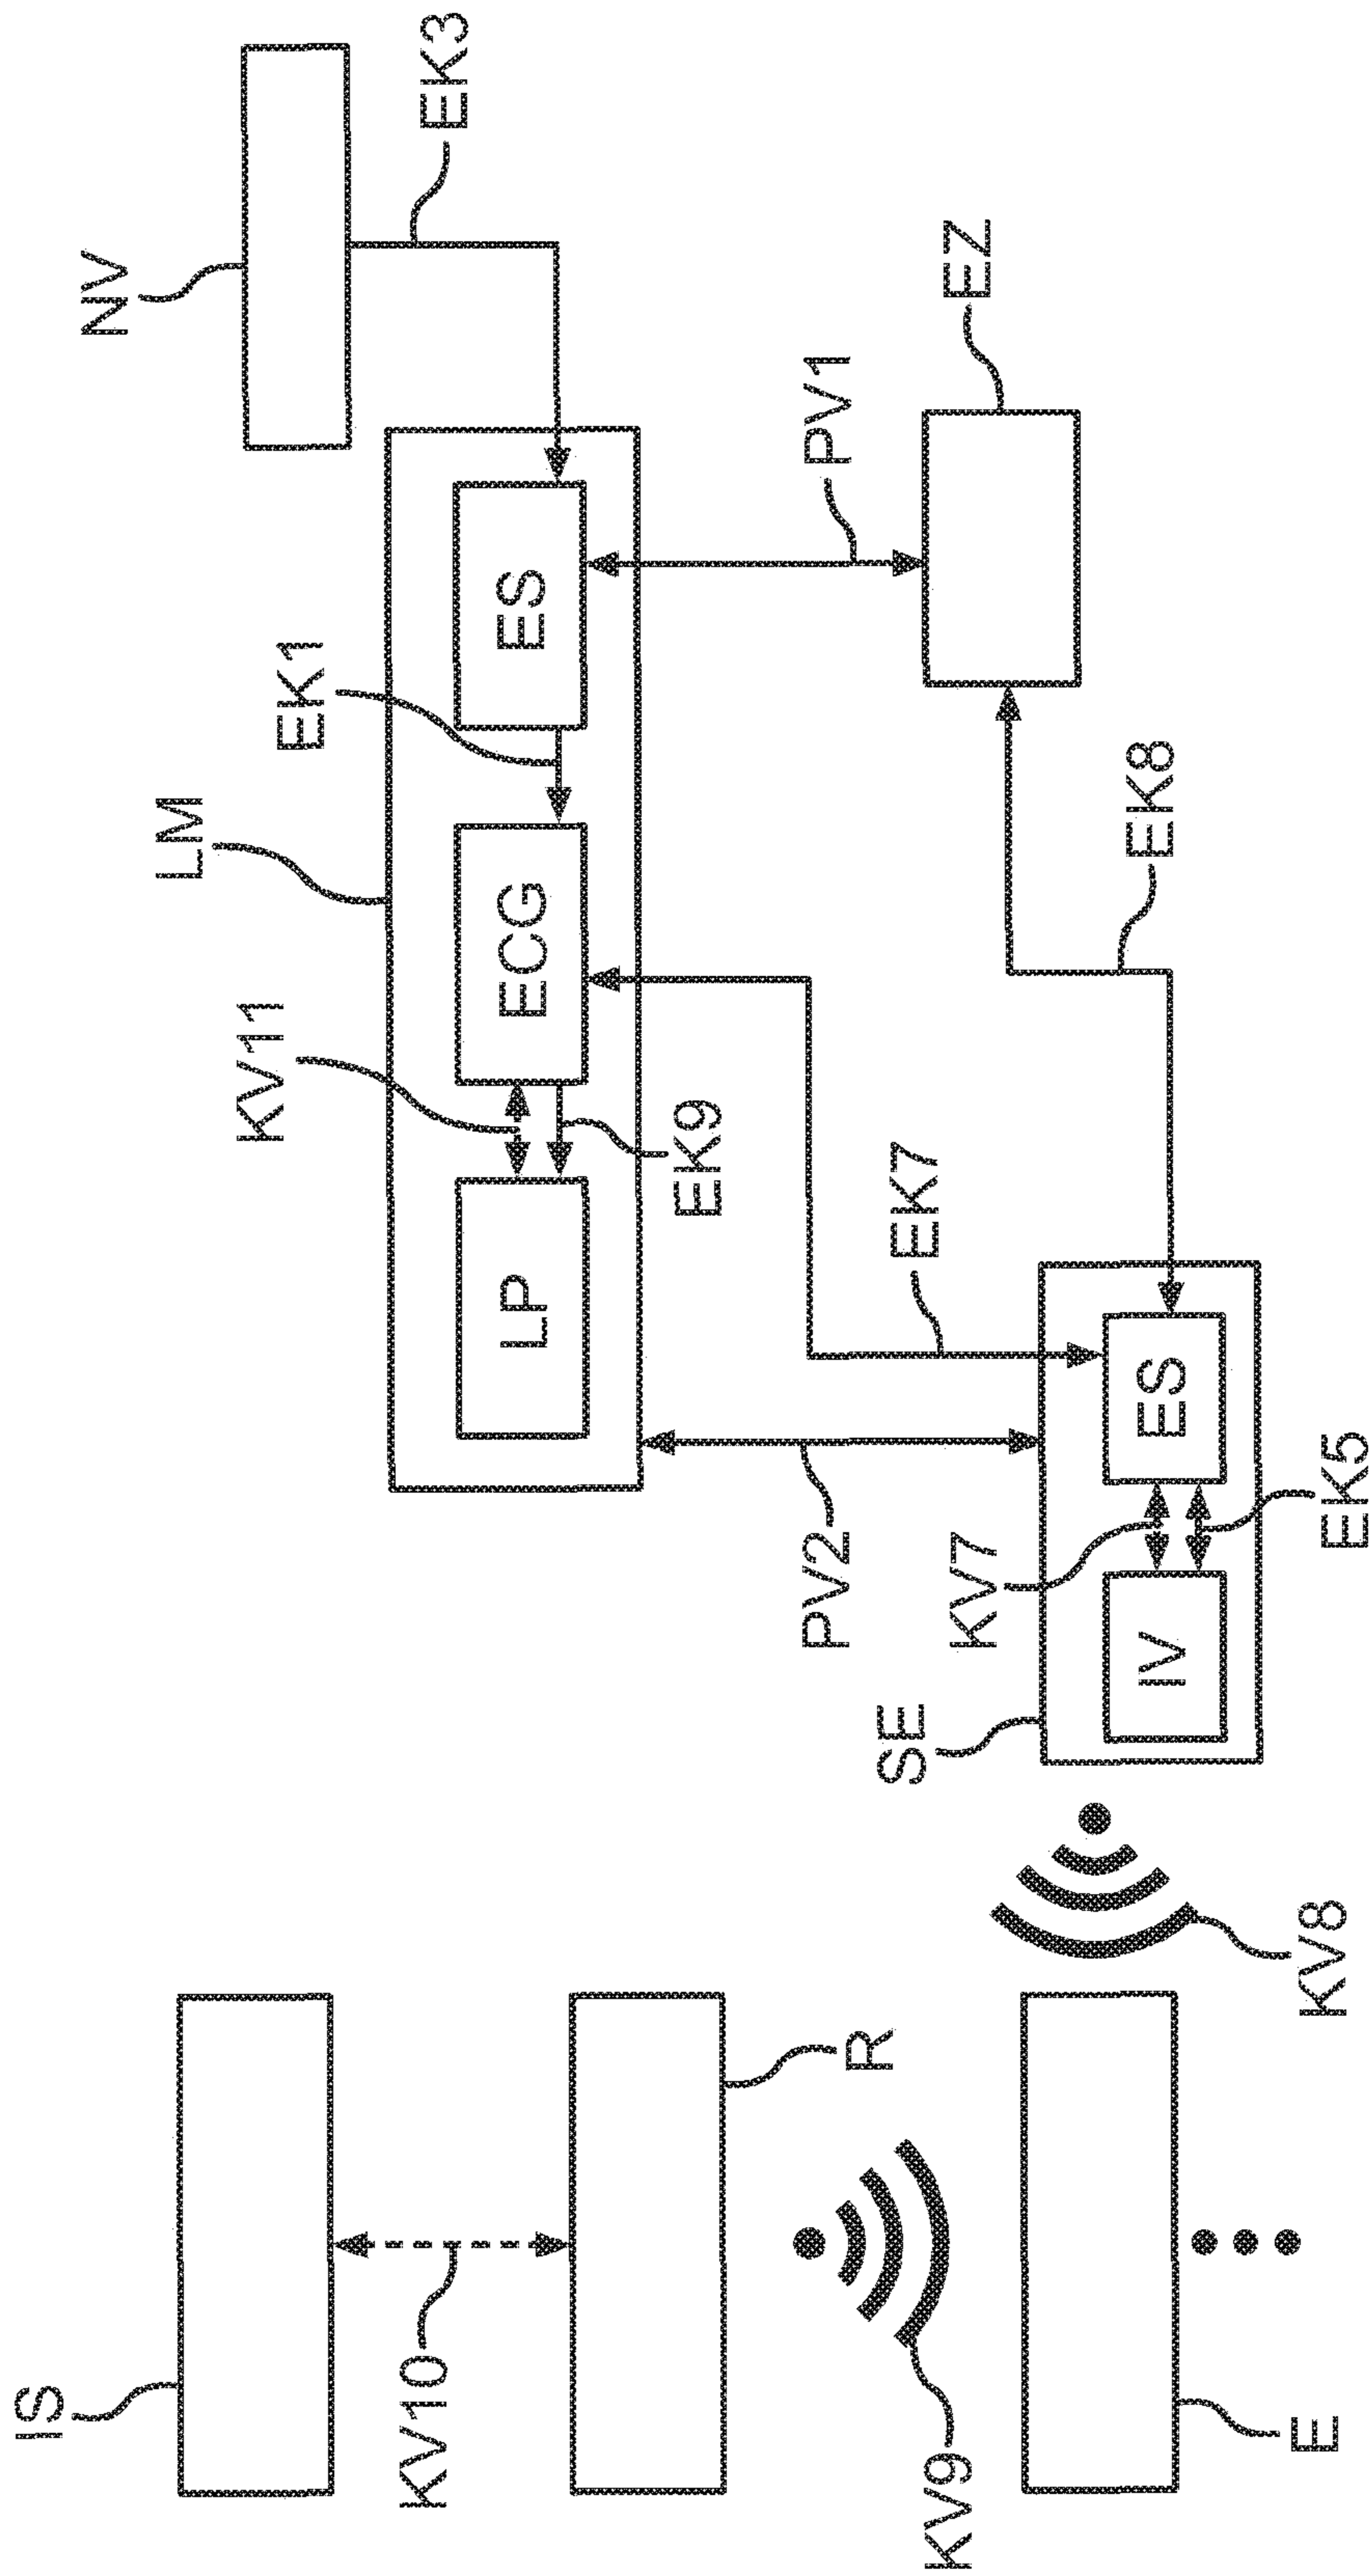 IS
NV
LM
KV11
EK1
KV10
EK3
LP
ECG
ES
EK9
PV2
PV1
R
SE
EK7
KV9
KV7
EZ
EK8
IV
ES
E
KV8
EK5